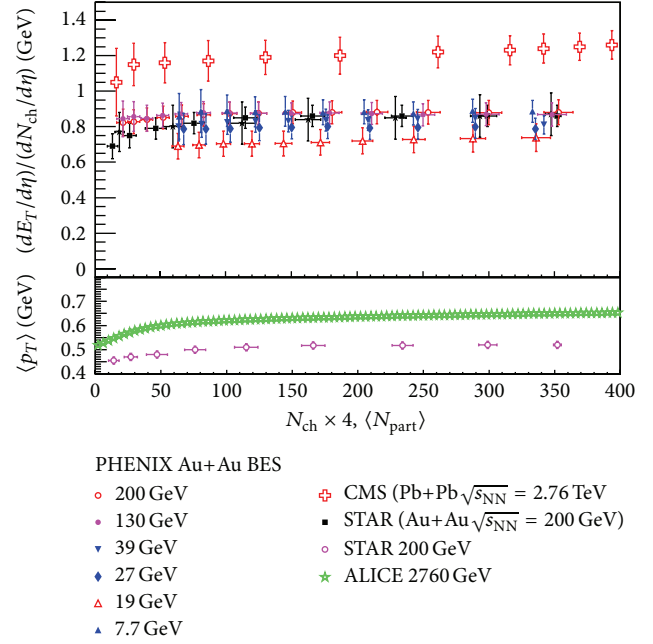 1.4
1.2
1
0.8
0.6
0.4
0.2
0
(dE_T/dη)/(dN_ch/dη) (GeV)
0.7
0.6
0.5
0.4
⟨p_T⟩ (GeV)
0 50 100 150 200 250 300 350 400
N_ch × 4, ⟨N_part⟩
PHENIX Au+Au BES
200 GeV
130 GeV
39 GeV
27 GeV
19 GeV
7.7 GeV
CMS (Pb+Pb √s_NN = 2.76 TeV
STAR (Au+Au √s_NN = 200 GeV)
STAR 200 GeV
ALICE 2760 GeV